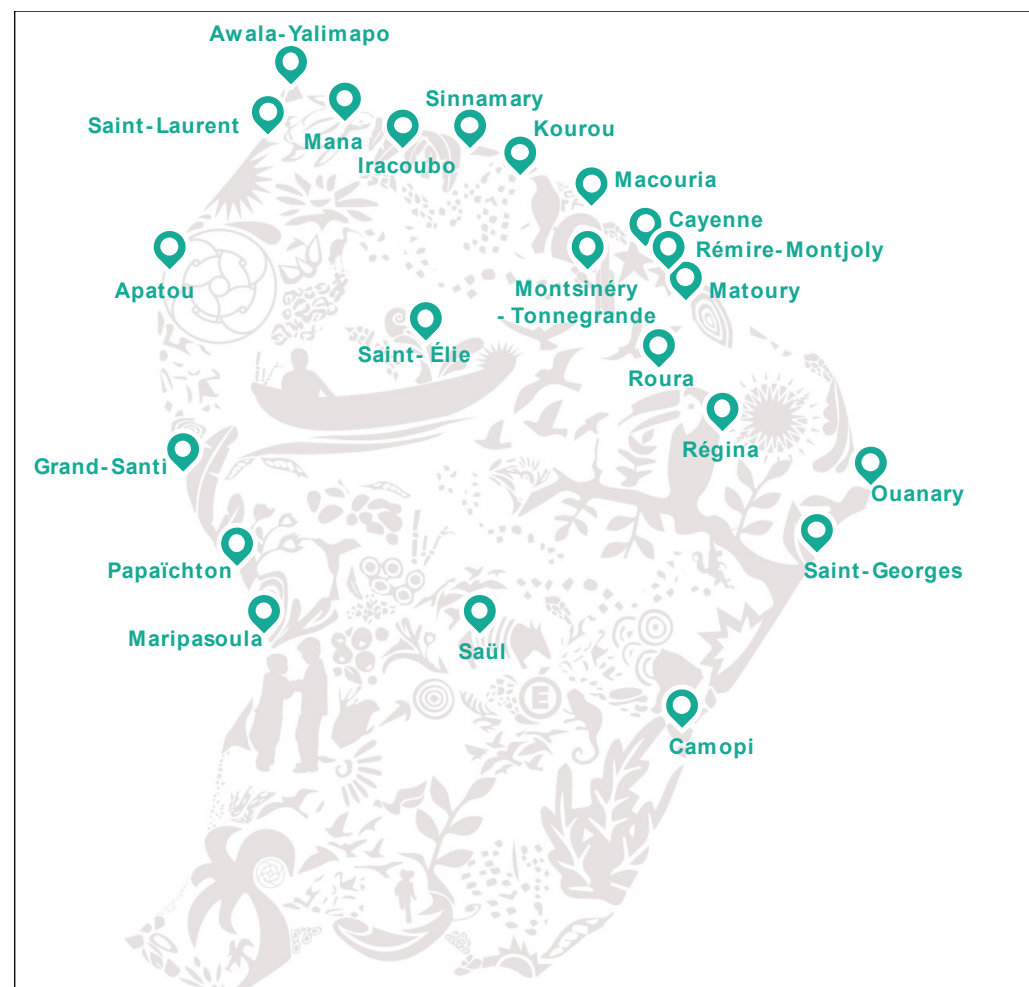 Awala-Yalimapo
Sinnamary
Saint-Laurent
Kourou
Mana
Iracoubo
Macouria
Cayenne
Rémire-Montjoly
Apatou
Montsinéry
- Tonnegrande
Matoury
Saint-Élie
Roura
Régina
Grand-Santi
Ouanary
Papaïchton
Saint-Georges
Maripasoula
Saül
É
Camopi